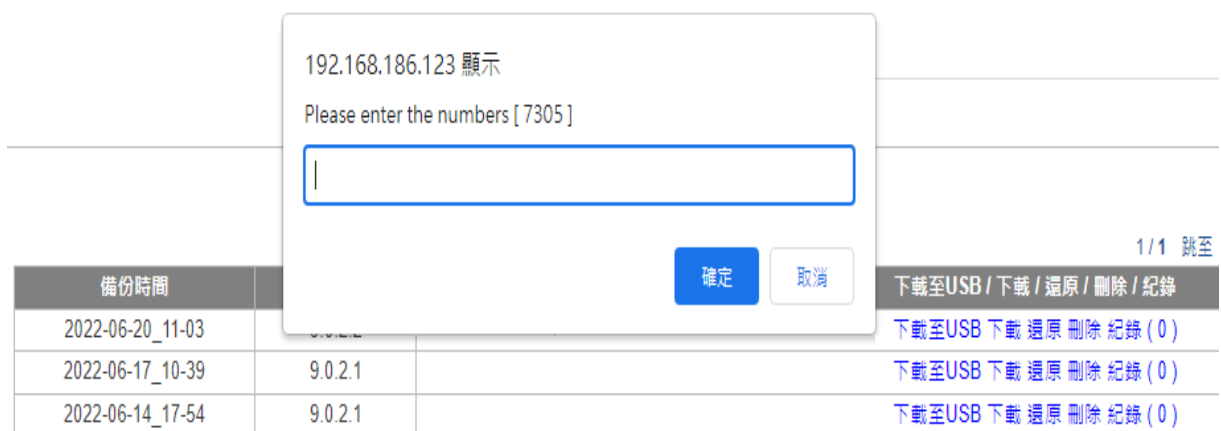 192.168.186.123 顯示
Please enter the numbers [ 7305 ]
確定 取消
1 / 1 跳至
備份時間 下載至USB / 下載 / 還原 / 刪除 / 紀錄
2022-06-20_11-03 下載至USB 下載 還原 刪除 紀錄 ( 0 )
2022-06-17_10-39 9.0.2.1 下載至USB 下載 還原 刪除 紀錄 ( 0 )
2022-06-14_17-54 9.0.2.1 下載至USB 下載 還原 刪除 紀錄 ( 0 )